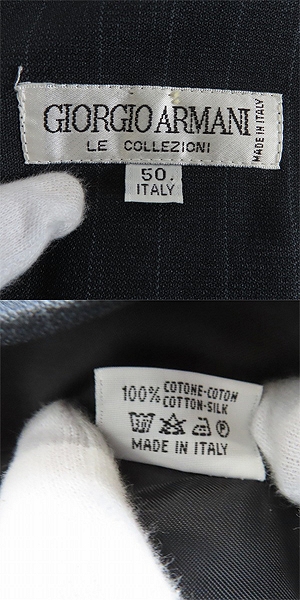 GIORGIO ARMANI
LE COLLEZIONI
MADE IN ITALY
50.
ITALY
100% COTONE-COTON
COTTON-SILK
P
MADE IN ITALY